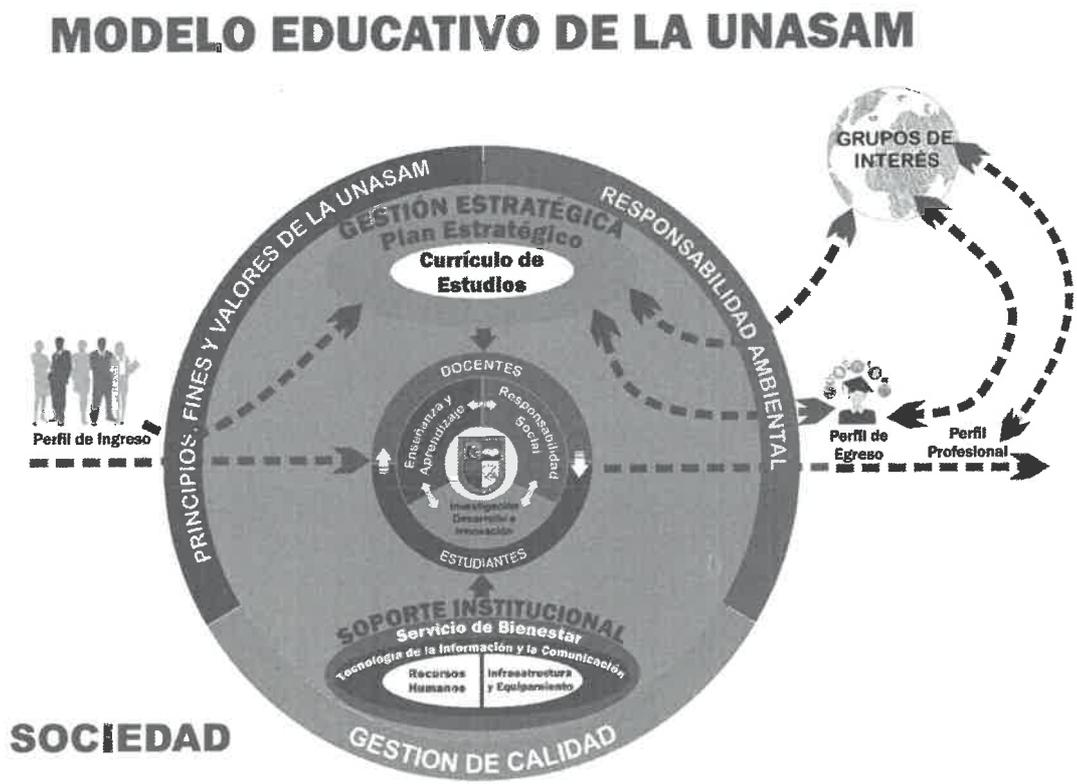 MODELO EDUCATIVO DE LA UNASAM
GRUPOS DE
INTERÉS
PRINCIPIOS, FINES Y VALORES DE LA UNASAM
RESPONSABILIDAD AMBIENTAL
GESTIÓN ESTRATÉGICA
Plan Estratégico
Currículo de
Estudios
Perfil de Ingreso
DOCENTES
Enseñanza y
Aprendizaje
Responsabilidad
Social
Investigación
Desarrollo e
Innovación
ESTUDIANTES
Perfil de
Egreso
Perfil
Profesional
SOPORTE INSTITUCIONAL
Servicio de Bienestar
Tecnología de la Información y la Comunicación
Recursos
Humanos
Infraestructura
y Equipamiento
SOCIEDAD
GESTION DE CALIDAD